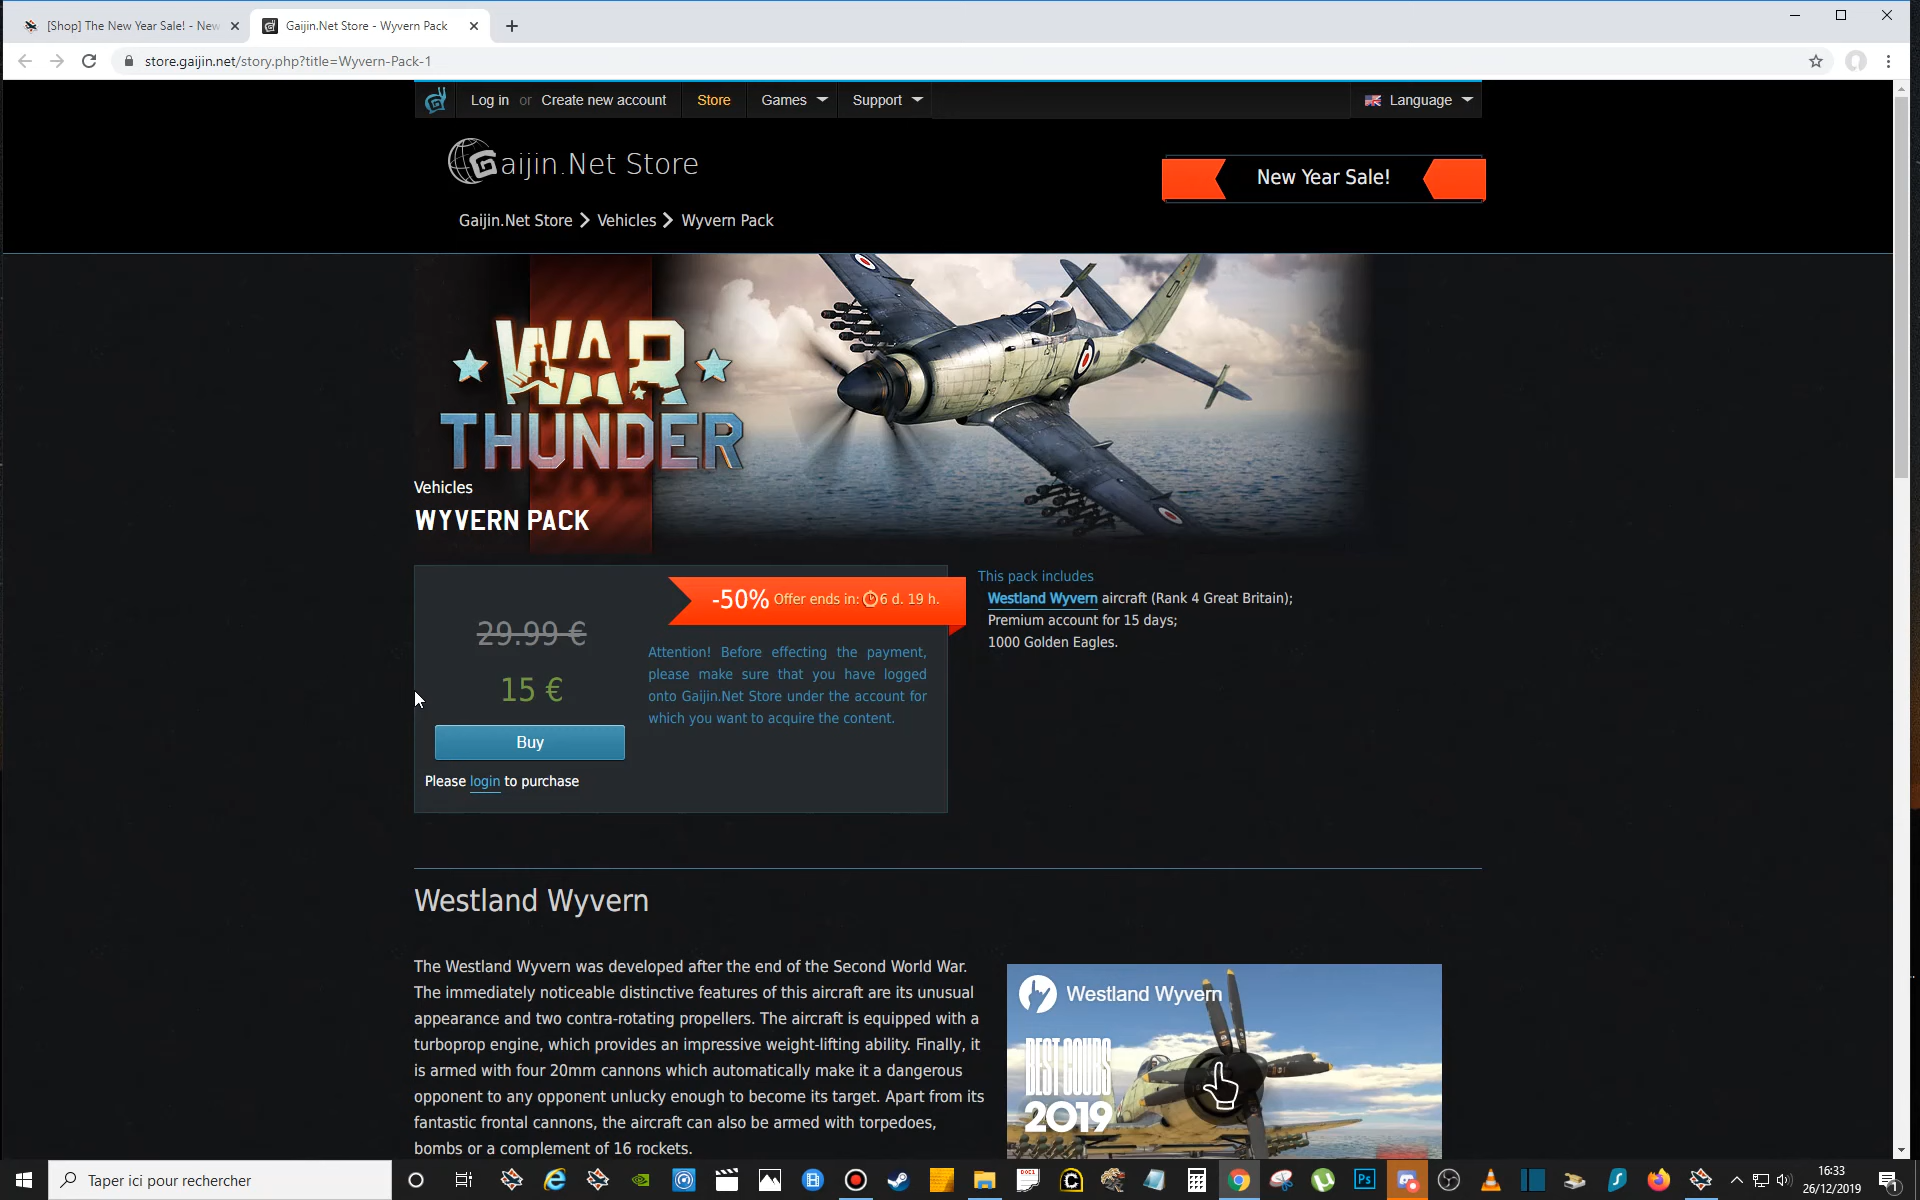 [Shop] The New Year Sale! - New
Gaijin.Net Store - Wyvern Pack
store.gaijin.net/story.php?title=Wyvern-Pack-1
Log in or Create new account
Store
Games
Support
Language
Gaijin.Net Store
New Year Sale!
Gaijin.Net Store > Vehicles > Wyvern Pack
WAR
THUNDER
Vehicles
WYVERN PACK
-50% Offer ends in: 6 d. 19 h.
29.99 €
15 €
Attention! Before effecting the payment,
please make sure that you have logged
onto Gaijin.Net Store under the account for
which you want to acquire the content.
Buy
Please login to purchase
This pack includes
Westland Wyvern aircraft (Rank 4 Great Britain);
Premium account for 15 days;
1000 Golden Eagles.
Westland Wyvern
The Westland Wyvern was developed after the end of the Second World War.
The immediately noticeable distinctive features of this aircraft are its unusual
appearance and two contra-rotating propellers. The aircraft is equipped with a
turboprop engine, which provides an impressive weight-lifting ability. Finally, it
is armed with four 20mm cannons which automatically make it a dangerous
opponent to any opponent unlucky enough to become its target. Apart from its
fantastic frontal cannons, the aircraft can also be armed with torpedoes,
bombs or a complement of 16 rockets.
Westland Wyvern
BEST COUBS
2019
Taper ici pour rechercher
Ps
16:33
26/12/2019
1